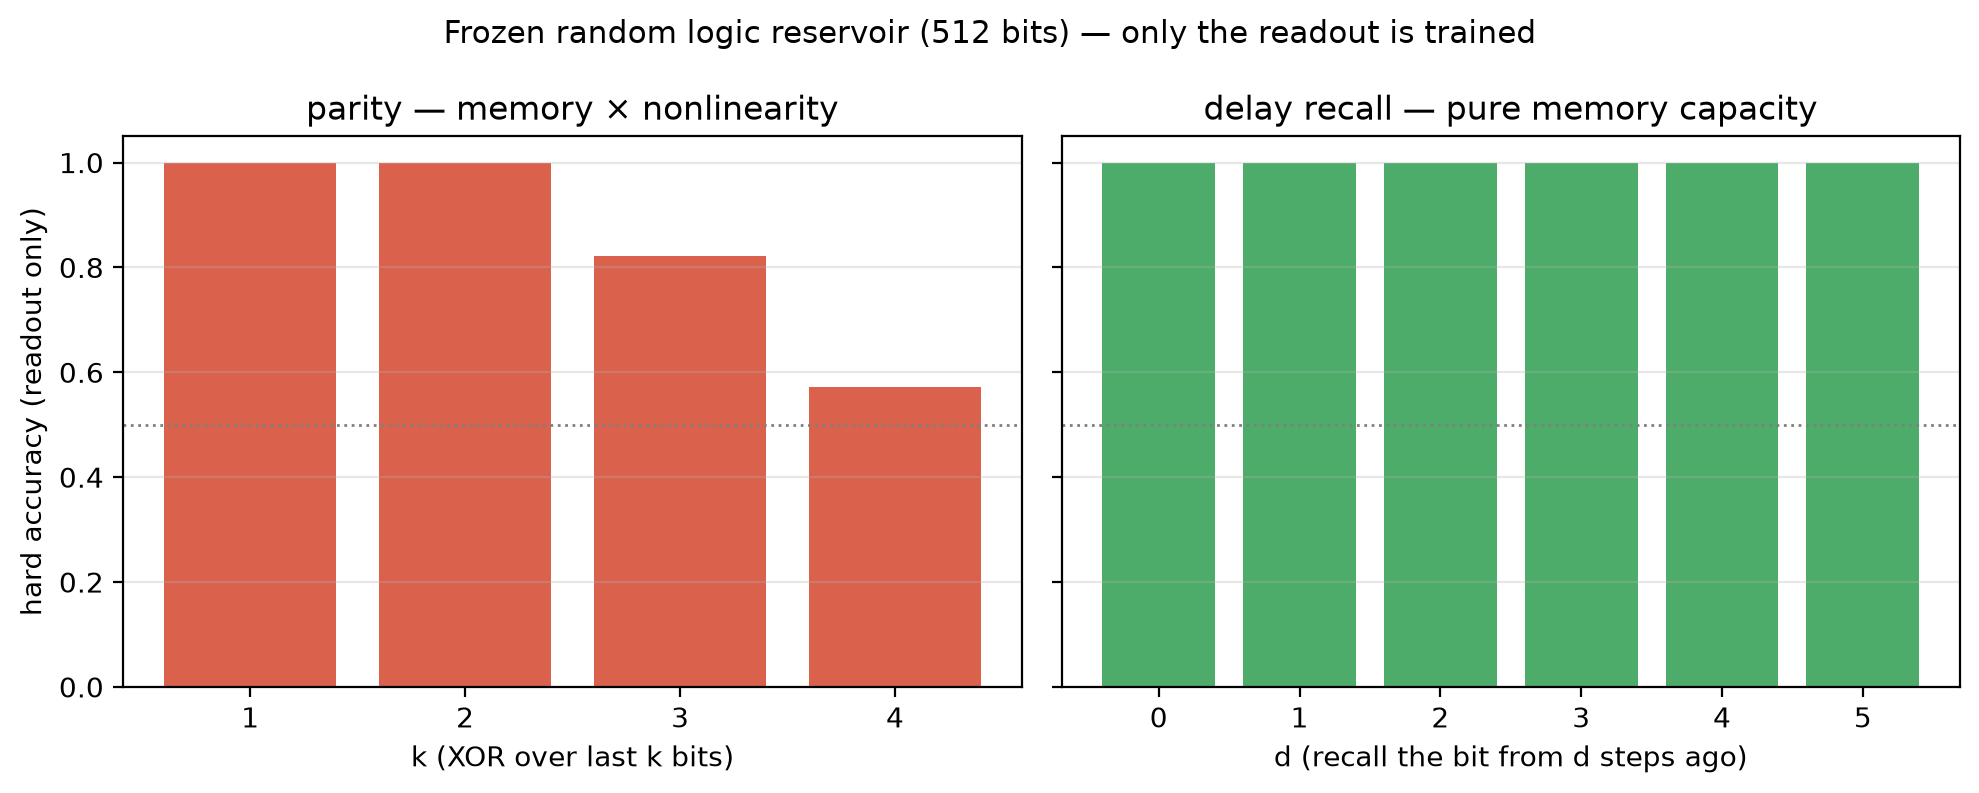 Frozen random logic reservoir (512 bits) — only the readout is trained
parity — memory × nonlinearity
hard accuracy (readout only)
1.0
0.8
0.6
0.4
0.2
0.0
1 2 3 4
k (XOR over last k bits)
delay recall — pure memory capacity
0 1 2 3 4 5
d (recall the bit from d steps ago)